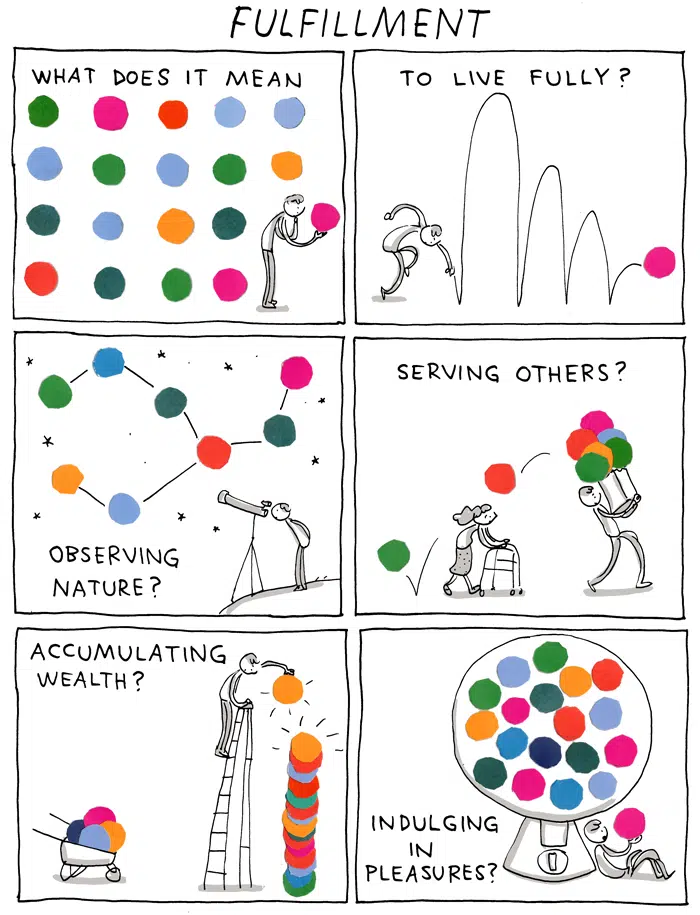 FULFILLMENT
WHAT DOES IT MEAN
TO LIVE FULLY?
OBSERVING
NATURE?
SERVING OTHERS?
ACCUMULATING
WEALTH?
INDULGING
IN
PLEASURES?